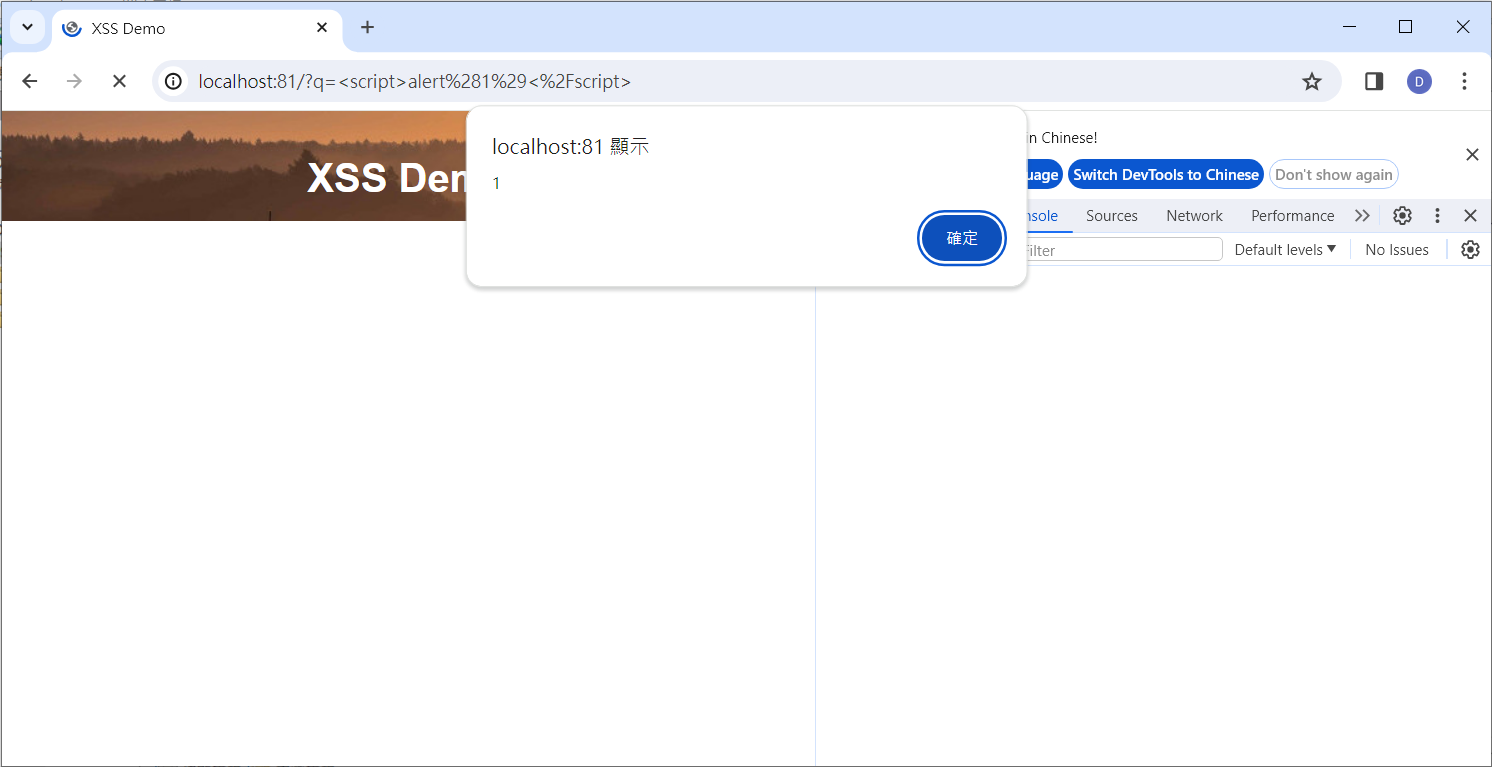 XSS Demo
localhost:81/?q=<script>alert%281%29<%2Fscript>
D
XSS Dem
localhost:81 顯示
1
確定
n Chinese!
uage
Switch DevTools to Chinese
Don't show again
nsole
Sources
Network
Performance
Filter
Default levels
No Issues